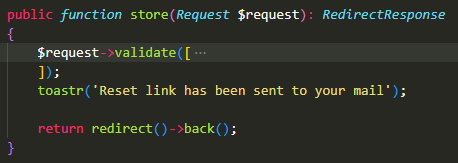 public function store(Request $request): RedirectResponse
{
    $request->validate([ ⋯
    ]);
    toastr('Reset link has been sent to your mail');

    return redirect()->back();
}